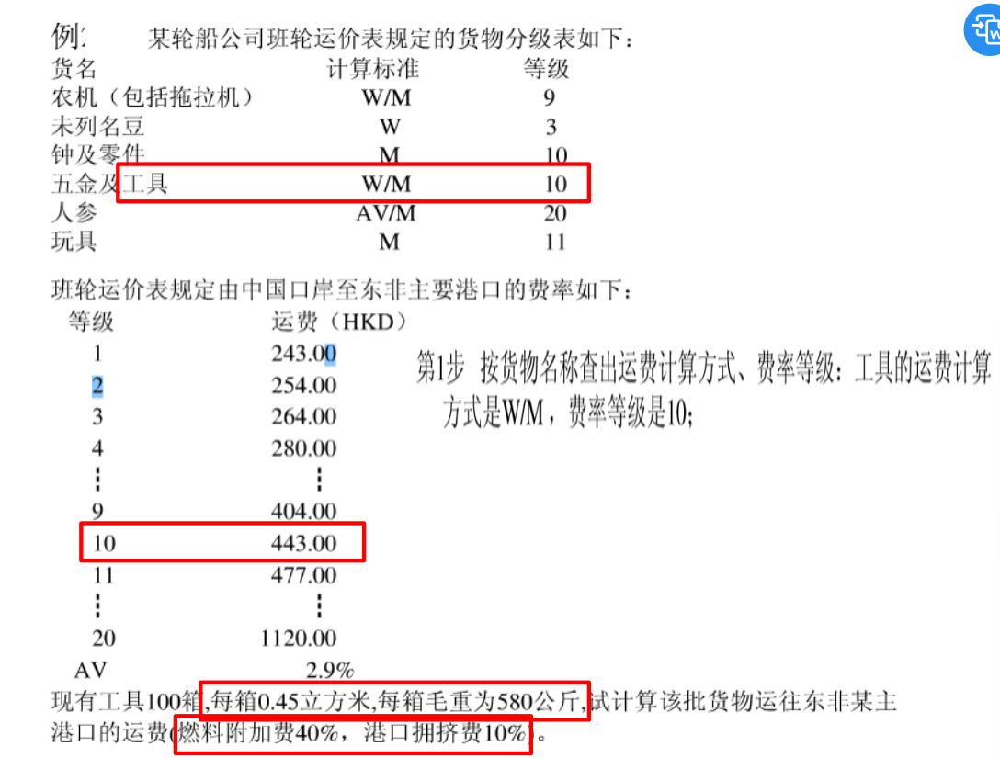 例 某轮船公司班轮运价表规定的货物分级表如下：
货名 计算标准 等级
农机（包括拖拉机） W/M 9
未列名豆 W 3
钟及零件 M 10
五金及工具 W/M 10
人参 AV/M 20
玩具 M 11
班轮运价表规定由中国口岸至东非主要港口的费率如下：
等级 运费（HKD）
1 243.00
2 254.00
3 264.00
4 280.00
9 404.00
10 443.00
11 477.00
20 1120.00
AV 2.9%
第1步 按货物名称查出运费计算方式、费率等级：工具的运费计算
方式是W/M，费率等级是10；
现有工具100箱,每箱0.45立方米,每箱毛重为580公斤,试计算该批货物运往东非某主
港口的运费(燃料附加费40%，港口拥挤费10%)。